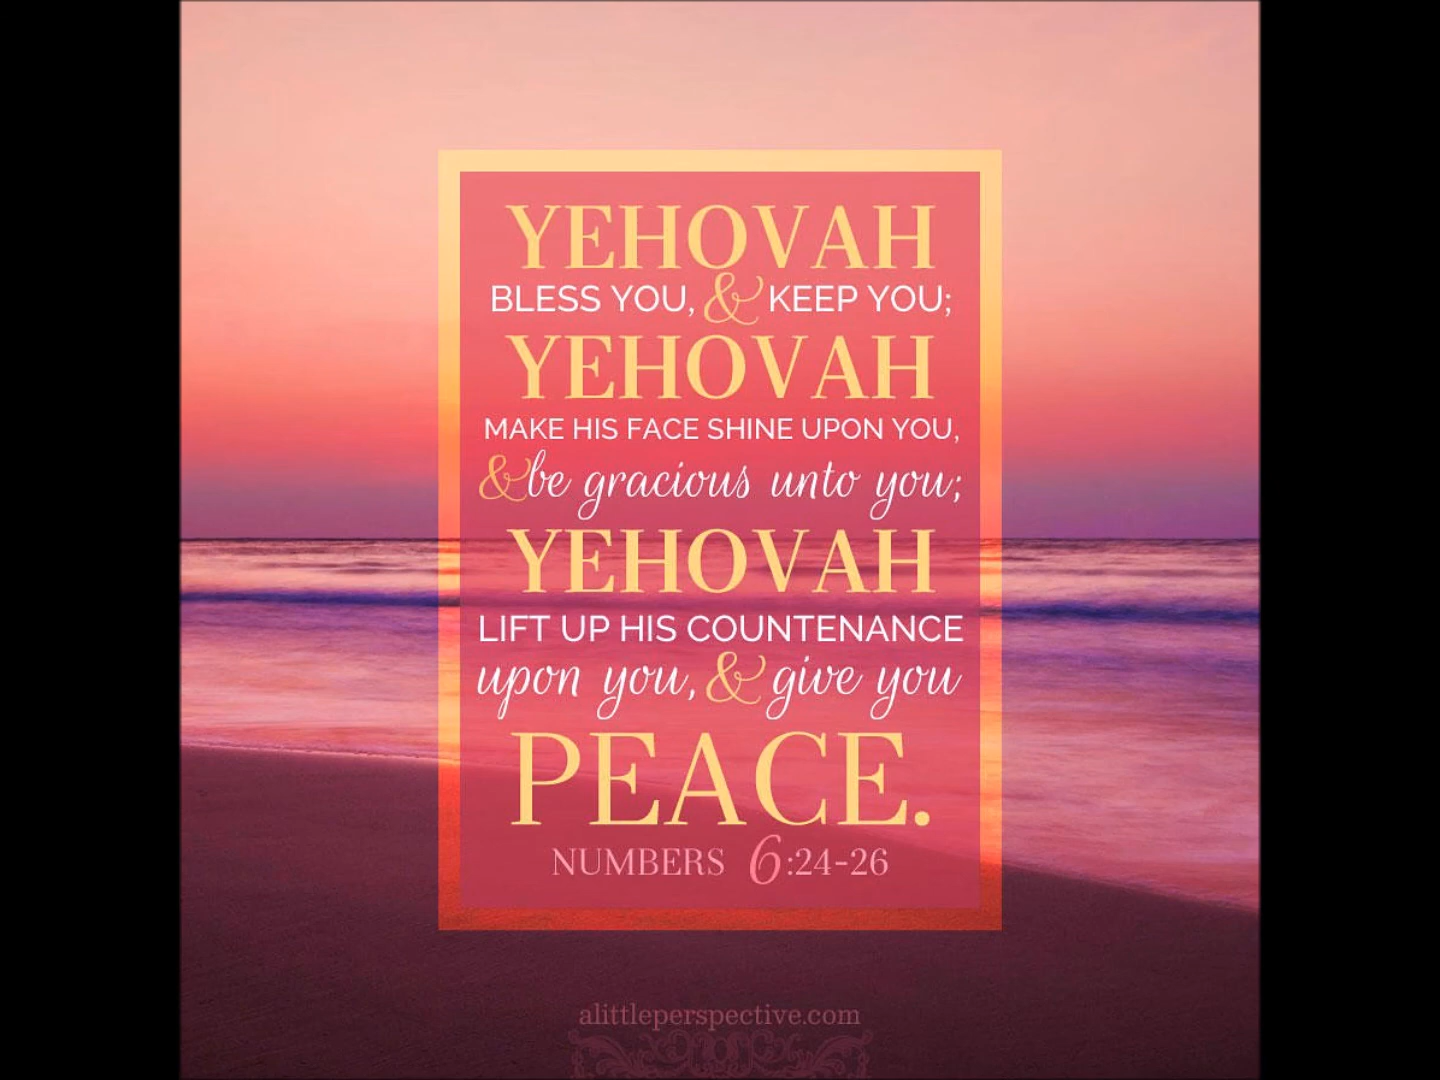 YEHOVAH
BLESS YOU, & KEEP YOU;
YEHOVAH
MAKE HIS FACE SHINE UPON YOU,
& be gracious unto you;
YEHOVAH
LIFT UP HIS COUNTENANCE
upon you, & give you
PEACE.
NUMBERS 6:24-26
alittleperspective.com